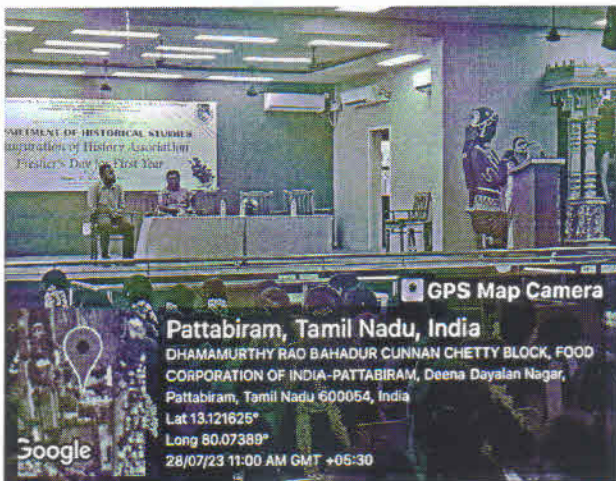 PARTMENT OF HISTORICAL STUDIES
uguration of History Association
Fresher's Day for First Year
GPS Map Camera
Pattabiram, Tamil Nadu, India
DHAMAMURTHY RAO BAHADUR CUNNAN CHETTY BLOCK, FOOD
CORPORATION OF INDIA-PATTABIRAM, Deena Dayalan Nagar,
Pattabiram, Tamil Nadu 600054, India
Lat 13.121625°
Long 80.07389°
28/07/23 11:00 AM GMT +05:30
Google